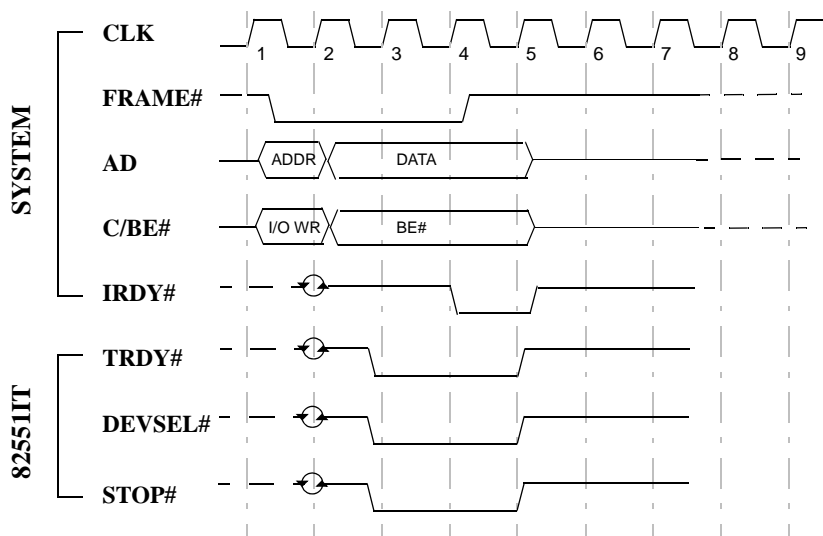 SYSTEM
CLK
1 2 3 4 5 6 7 8 9
FRAME#
AD
ADDR DATA
C/BE#
I/O WR BE#
IRDY#
82551IT
TRDY#
DEVSEL#
STOP#